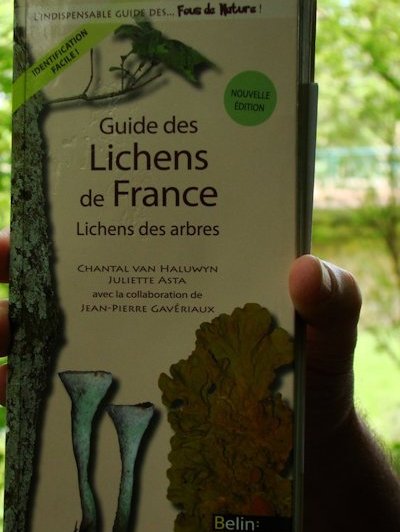 L'INDISPENSABLE GUIDE DES... Fous de Nature !
IDENTIFICATION
FACILE !
NOUVELLE
ÉDITION
Guide des
Lichens
de France
Lichens des arbres
CHANTAL VAN HALUWYN
JULIETTE ASTA
avec la collaboration de
JEAN-PIERRE GAVÉRIAUX
Belin: